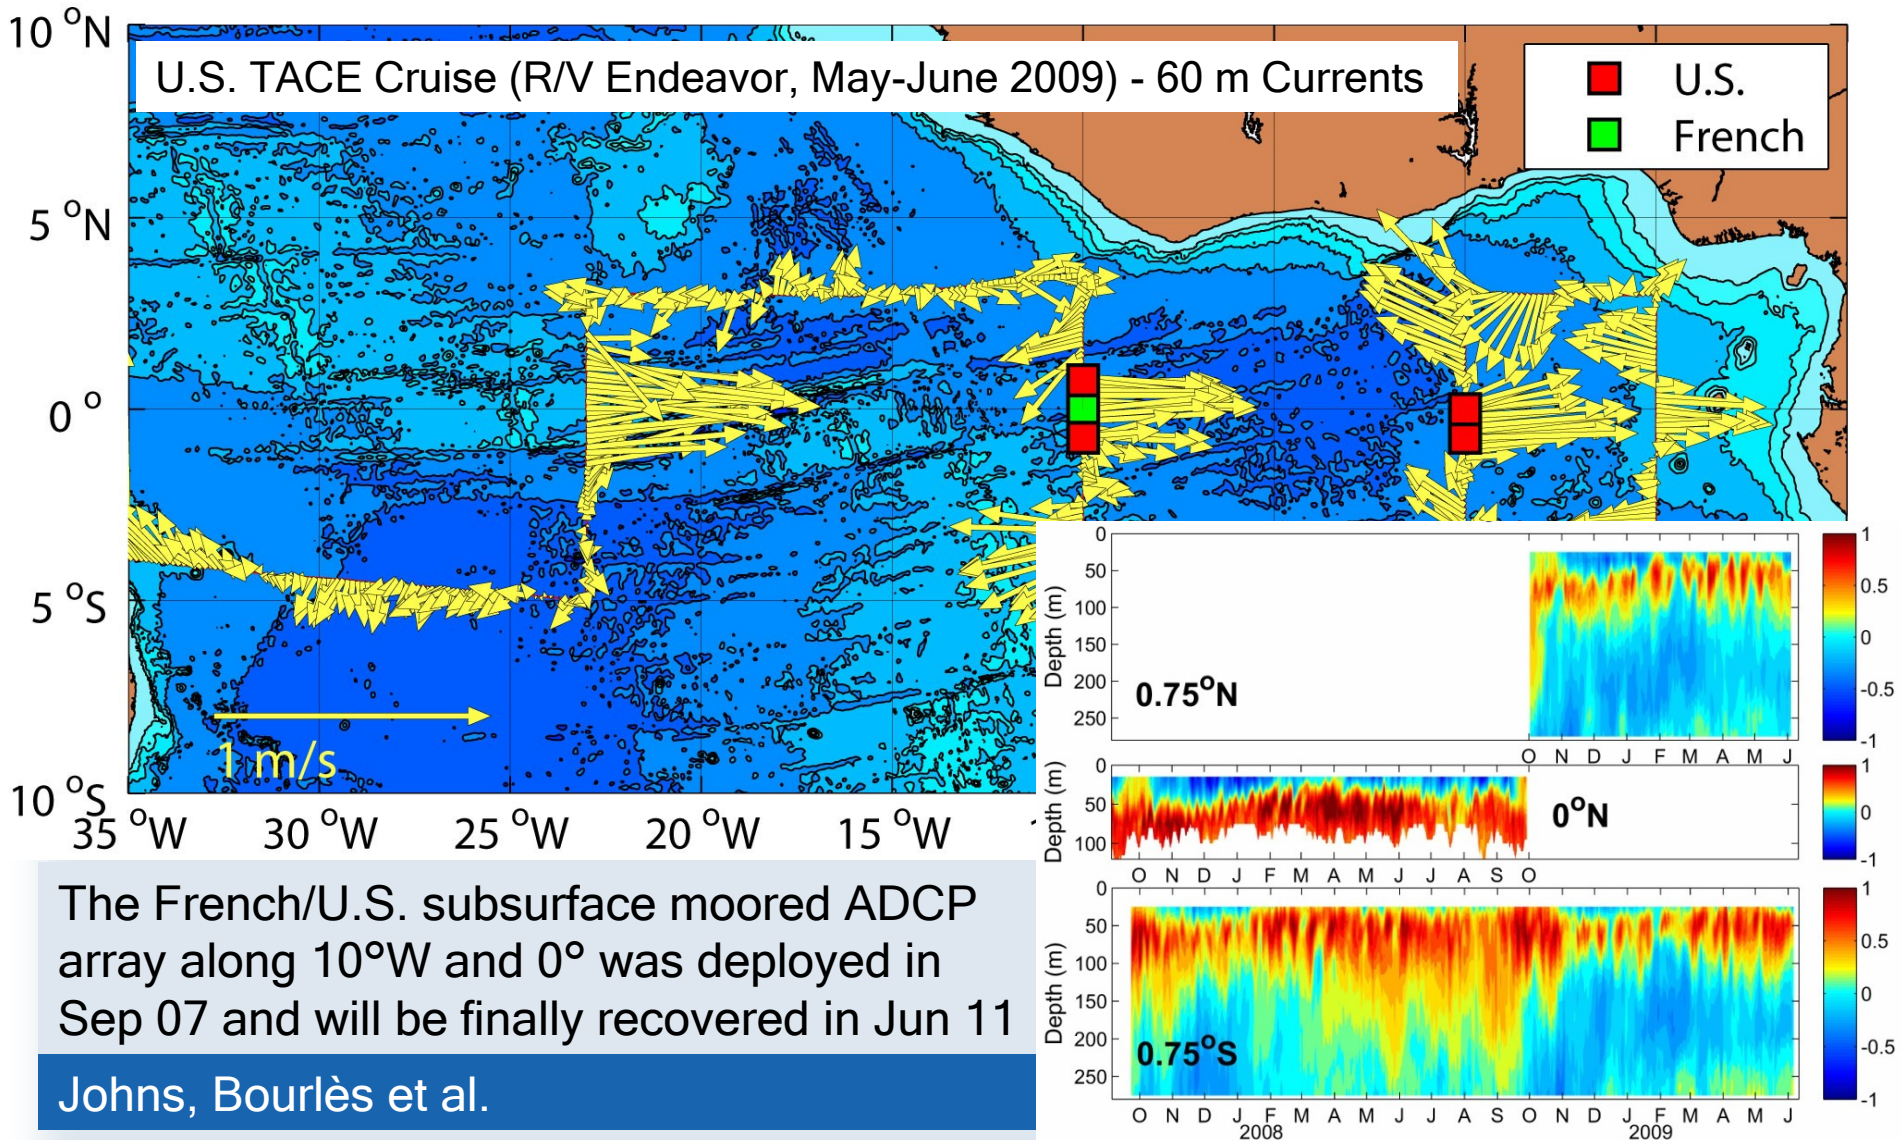 10 °N
U.S. TACE Cruise (R/V Endeavor, May-June 2009) - 60 m Currents
U.S.
French
5 °N
0 °
5 °S
10 °S
1 m/s
35 °W 30 °W 25 °W 20 °W 15 °W
0 50 100 150 200 250
Depth (m)
0.75°N
1 0.5 0 -0.5 -1
O N D J F M A M J
0 50 100
Depth (m)
0°N
1 0 -1
O N D J F M A M J J A S O
0 50 100 150 200 250
Depth (m)
0.75°S
1 0.5 0 -0.5 -1
O N D J F M A M J J A S O N D J F M A M J
2008 2009
The French/U.S. subsurface moored ADCP
array along 10°W and 0° was deployed in
Sep 07 and will be finally recovered in Jun 11
Johns, Bourlès et al.